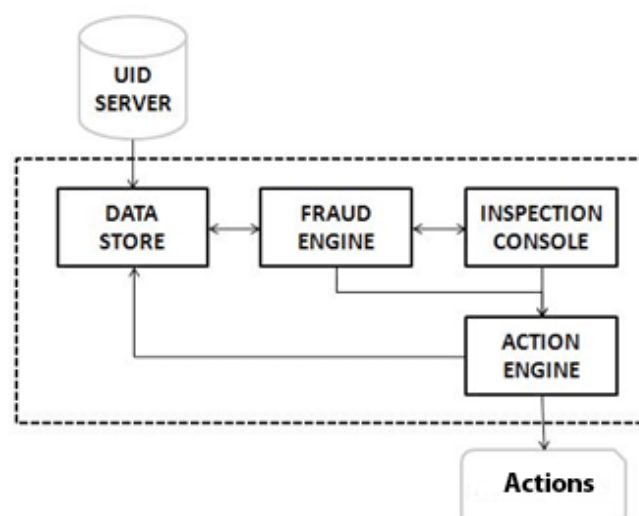 UID
SERVER
DATA
STORE
FRAUD
ENGINE
INSPECTION
CONSOLE
ACTION
ENGINE
Actions